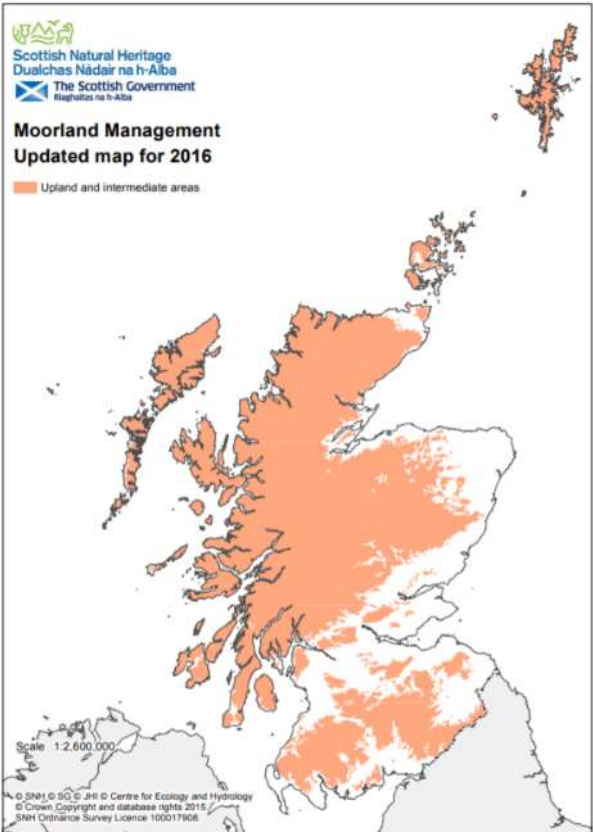 Scottish Natural Heritage
Dualchas Nàdair na h-Alba
The Scottish Government
Riaghaltas na h-Alba
Moorland Management
Updated map for 2016
Upland and intermediate areas
Scale 1:2,600,000
© SNH © SG © JHI © Centre for Ecology and Hydrology
© Crown Copyright and database rights 2015.
SNH Ordnance Survey Licence 100017908.